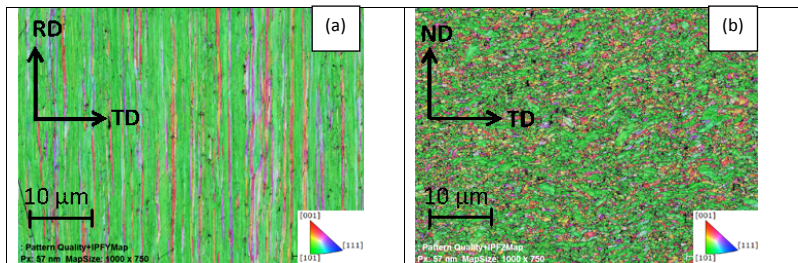 (a)
RD
TD
10 µm
[001]
[111]
[101]
: Pattern Quality+IPFYMap
Px: 57 nm MapSize: 1000 x 750
(b)
ND
TD
10 µm
[001]
[111]
[101]
: Pattern Quality+IPFZMap
Px: 57 nm MapSize: 1000 x 750